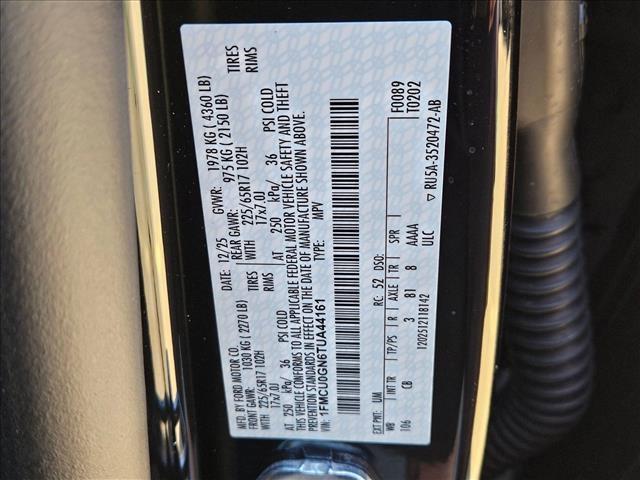 MFD. BY FORD MOTOR CO.
DATE: 12/25 GVWR: 1978 KG ( 4360 LB)
FRONT GAWR: 1030 KG ( 2270 LB) REAR GAWR: 975 KG ( 2150 LB)
WITH 225/65R17 102H TIRES WITH 225/65R17 102H TIRES
17x7.0J RIMS 17x7.0J RIMS
AT 250 kPa/ 36 PSI COLD AT 250 kPa/ 36 PSI COLD
THIS VEHICLE CONFORMS TO ALL APPLICABLE FEDERAL MOTOR VEHICLE SAFETY AND THEFT
PREVENTION STANDARDS IN EFFECT ON THE DATE OF MANUFACTURE SHOWN ABOVE.
VIN: 1FMCU0GN6TUA44161 TYPE: MPV
F0089
T0202
EXT PNT: UM RC: 52 DSO:
WB INT TR TP/PS R AXLE TR SPR
106 CB 3 81 8 AAAA
12025121118142 ULC
▽ RU5A-3520472-AB